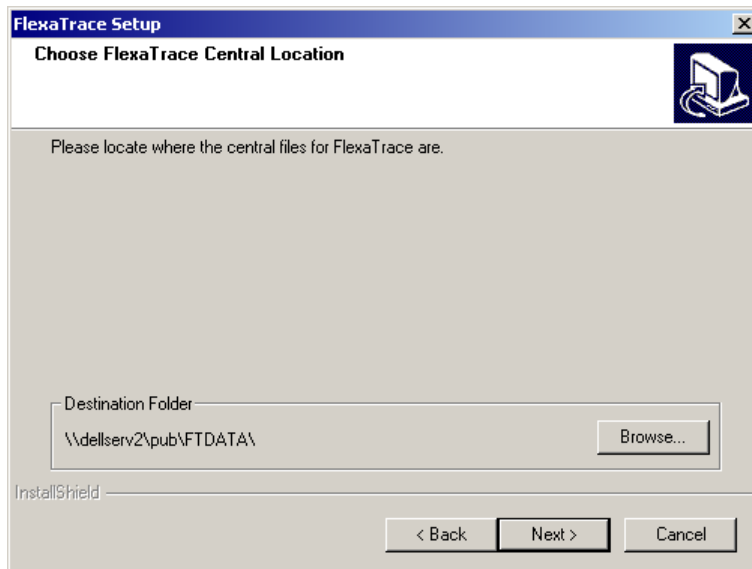 FlexaTrace Setup
Choose FlexaTrace Central Location
Please locate where the central files for FlexaTrace are.
Destination Folder
\\dellserv2\pub\FTDATA\
Browse...
InstallShield
< Back
Next >
Cancel